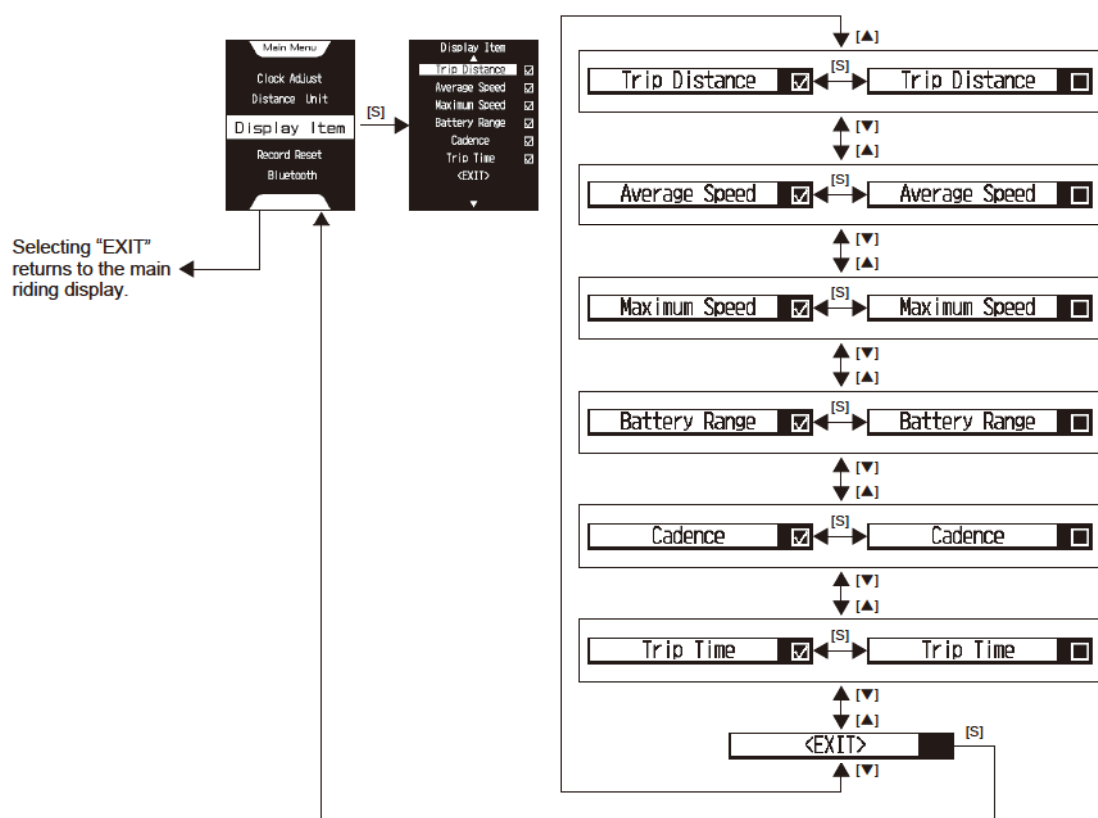 Main Menu
Clock Adjust
Distance Unit
Display Item
Record Reset
Bluetooth
Selecting “EXIT”
returns to the main
riding display.
[S]
Display Item
▲
Trip Distance ☑
Average Speed ☑
Maximum Speed ☑
Battery Range ☑
Cadence ☑
Trip Time ☑
<EXIT>
▼
[▲]
Trip Distance ☑ [S] Trip Distance ☐
[▼]
[▲]
Average Speed ☑ [S] Average Speed ☐
[▼]
[▲]
Maximum Speed ☑ [S] Maximum Speed ☐
[▼]
[▲]
Battery Range ☑ [S] Battery Range ☐
[▼]
[▲]
Cadence ☑ [S] Cadence ☐
[▼]
[▲]
Trip Time ☑ [S] Trip Time ☐
[▼]
[▲]
<EXIT> [S]
[▼]